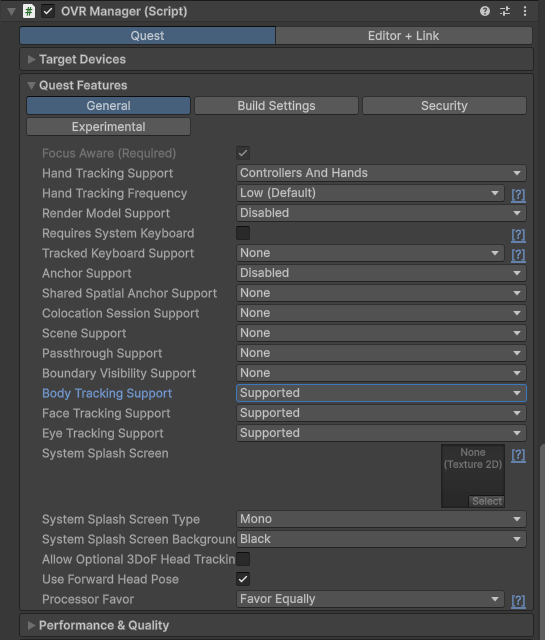 OVR Manager (Script)
Quest Editor + Link
Target Devices
Quest Features
General Build Settings Security
Experimental
Focus Aware (Required)
Hand Tracking Support Controllers And Hands
Hand Tracking Frequency Low (Default) [?]
Render Model Support Disabled
Requires System Keyboard [?]
Tracked Keyboard Support None [?]
Anchor Support Disabled
Shared Spatial Anchor Support None
Colocation Session Support None
Scene Support None
Passthrough Support None
Boundary Visibility Support None
Body Tracking Support Supported
Face Tracking Support Supported
Eye Tracking Support Supported
System Splash Screen None [?]
(Texture 2D)
Select
System Splash Screen Type Mono
System Splash Screen Background Black
Allow Optional 3DoF Head Trackin
Use Forward Head Pose
Processor Favor Favor Equally [?]
Performance & Quality